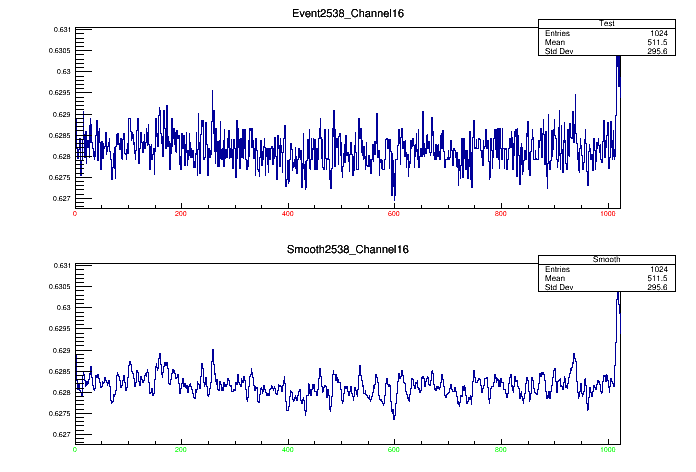 Event2538_Channel16
Test
Entries 1024
Mean 511.5
Std Dev 295.6
0.631
0.6305
0.63
0.6295
0.629
0.6285
0.628
0.6275
0.627
0 200 400 600 800 1000
Smooth2538_Channel16
Smooth
Entries 1024
Mean 511.5
Std Dev 295.6
0.631
0.6305
0.63
0.6295
0.629
0.6285
0.628
0.6275
0.627
0 200 400 600 800 1000